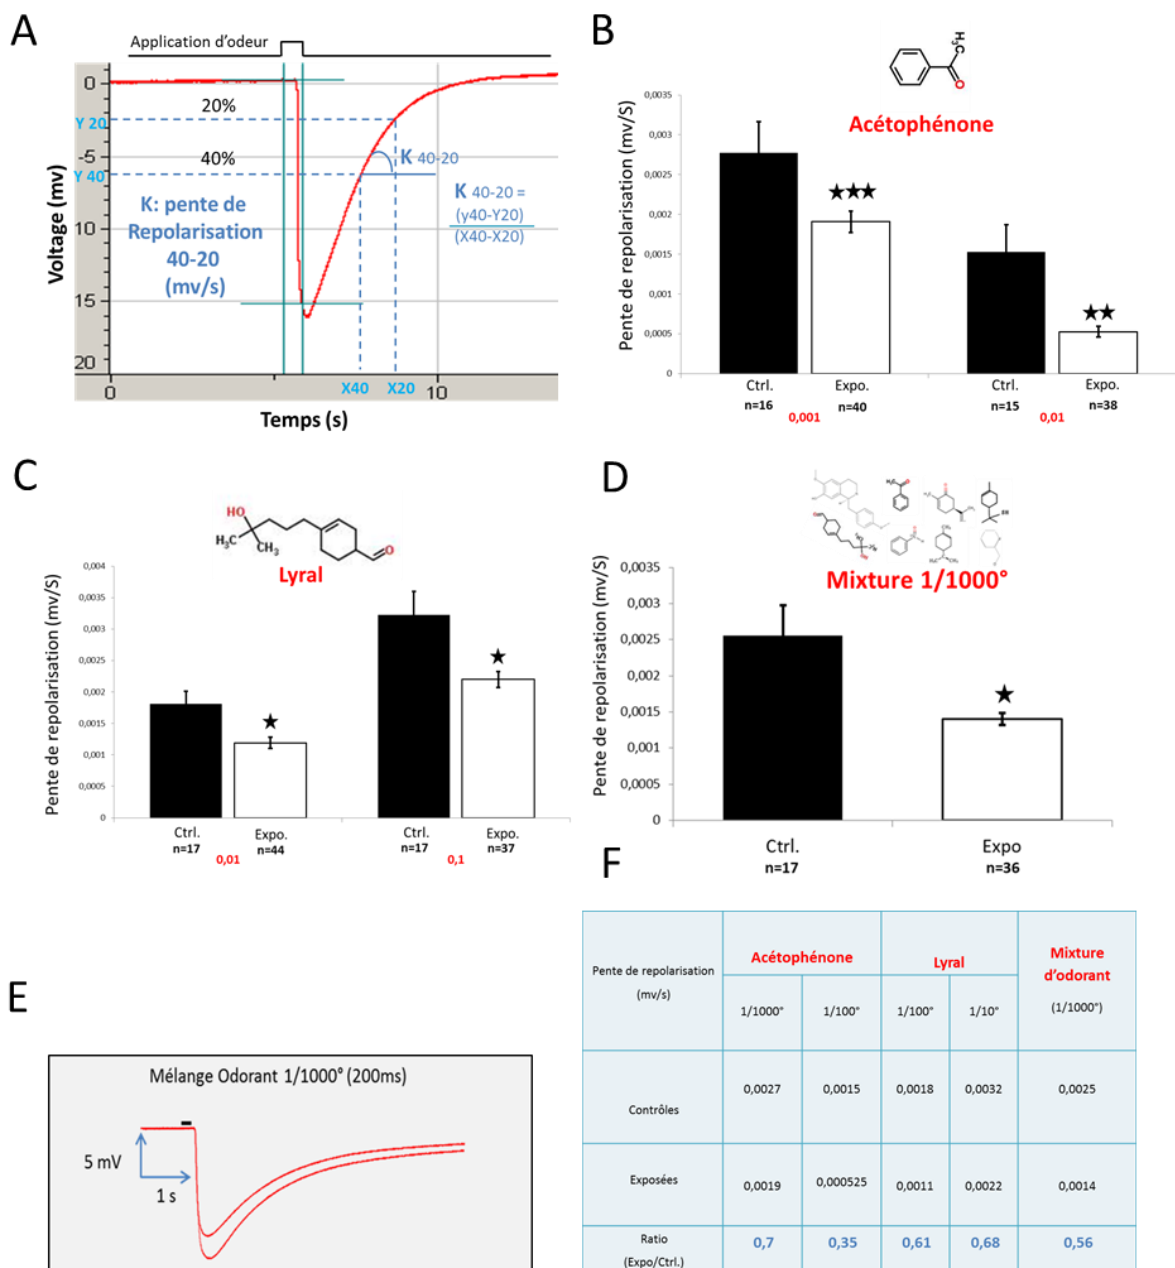 A
Application d'odeur
0
20%
Y 20
-5
40%
Y 40
K 40-20
K: pente de
Repolarisation
40-20
(mv/s)
K 40-20 =
(y40-Y20)
(X40-X20)
10
15
20
Voltage (mv)
0
X40
X20
10
Temps (s)
B
H₃C
O
Acétophénone
Pente de repolarisation (mv/S)
0,0035
0,003
0,0025
0,002
0,0015
0,001
0,0005
0
★★★
★★
Ctrl.
Expo.
Ctrl.
Expo.
n=16
n=40
n=15
n=38
0,001
0,01
C
HO
H₃C
CH₃
O
Lyral
Pente de repolarisation (mv/S)
0,004
0,0035
0,003
0,0025
0,002
0,0015
0,001
0,0005
0
★
★
Ctrl.
Expo.
Ctrl.
Expo.
n=17
n=44
n=17
n=37
0,01
0,1
D
Mixture 1/1000°
Pente de repolarisation (mv/S)
0,0035
0,003
0,0025
0,002
0,0015
0,001
0,0005
0
★
Ctrl.
Expo
n=17
n=36
E
Mélange Odorant 1/1000° (200ms)
5 mV
1 s
F
Pente de repolarisation
(mv/s)
Acétophénone
Lyral
Mixture
d'odorant
(1/1000°)
1/1000°
1/100°
1/100°
1/10°
Contrôles
0,0027
0,0015
0,0018
0,0032
0,0025
Exposées
0,0019
0,000525
0,0011
0,0022
0,0014
Ratio
(Expo/Ctrl.)
0,7
0,35
0,61
0,68
0,56